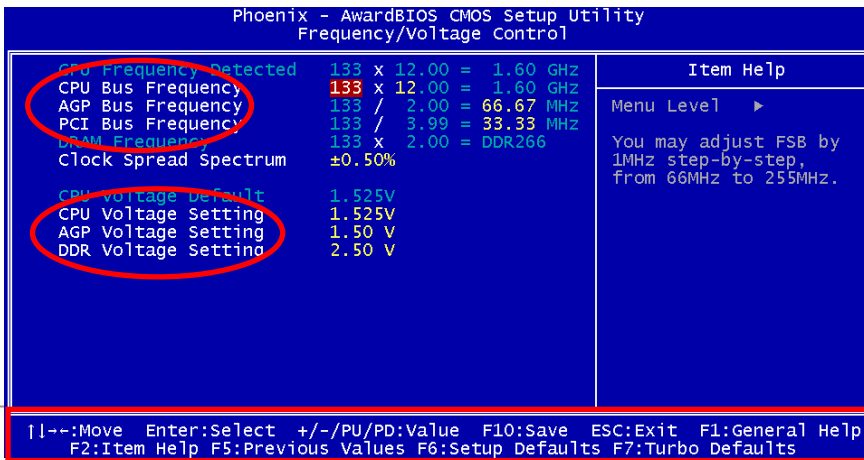 Phoenix - AwardBIOS CMOS Setup Utility
Frequency/Voltage Control
CPU Frequency Detected 133 x 12.00 = 1.60 GHz
CPU Bus Frequency 133 x 12.00 = 1.60 GHz
AGP Bus Frequency 133 / 2.00 = 66.67 MHz
PCI Bus Frequency 133 / 3.99 = 33.33 MHz
DRAM Frequency 133 x 2.00 = DDR266
Clock Spread Spectrum ±0.50%
CPU Voltage Default 1.525V
CPU Voltage Setting 1.525V
AGP Voltage Setting 1.50 V
DDR Voltage Setting 2.50 V
Item Help
Menu Level ▶
You may adjust FSB by
1MHz step-by-step,
from 66MHz to 255MHz.
↑↓→←:Move Enter:Select +/-/PU/PD:Value F10:Save ESC:Exit F1:General Help
F2:Item Help F5:Previous Values F6:Setup Defaults F7:Turbo Defaults